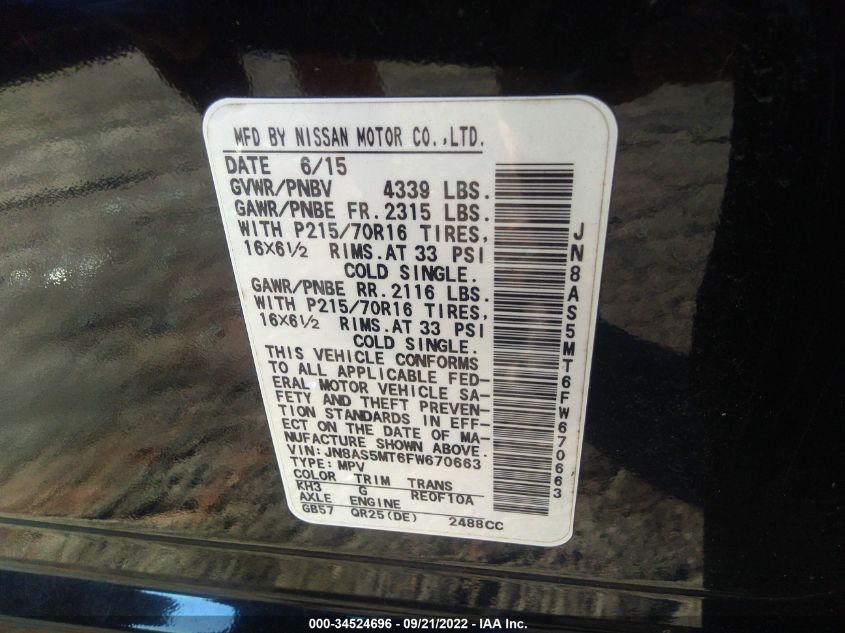 MFD BY NISSAN MOTOR CO.,LTD.
DATE 6/15
GVWR/PNBV 4339 LBS.
GAWR/PNBE FR.2315 LBS.
WITH P215/70R16 TIRES,
16X6½ RIMS.AT 33 PSI
COLD SINGLE.
GAWR/PNBE RR.2116 LBS.
WITH P215/70R16 TIRES,
16X6½ RIMS.AT 33 PSI
COLD SINGLE.
THIS VEHICLE CONFORMS
TO ALL APPLICABLE FED-
ERAL MOTOR VEHICLE SA-
FETY AND THEFT PREVEN-
TION STANDARDS IN EFF-
ECT ON THE DATE OF MA-
NUFACTURE SHOWN ABOVE.
VIN:JN8AS5MT6FW670663
TYPE:MPV
COLOR TRIM TRANS
KH3 G RE0F10A
AXLE ENGINE
GB57 QR25(DE) 2488CC
JN8AS5MT6FW670663
000-34524696 - 09/21/2022 - IAA Inc.